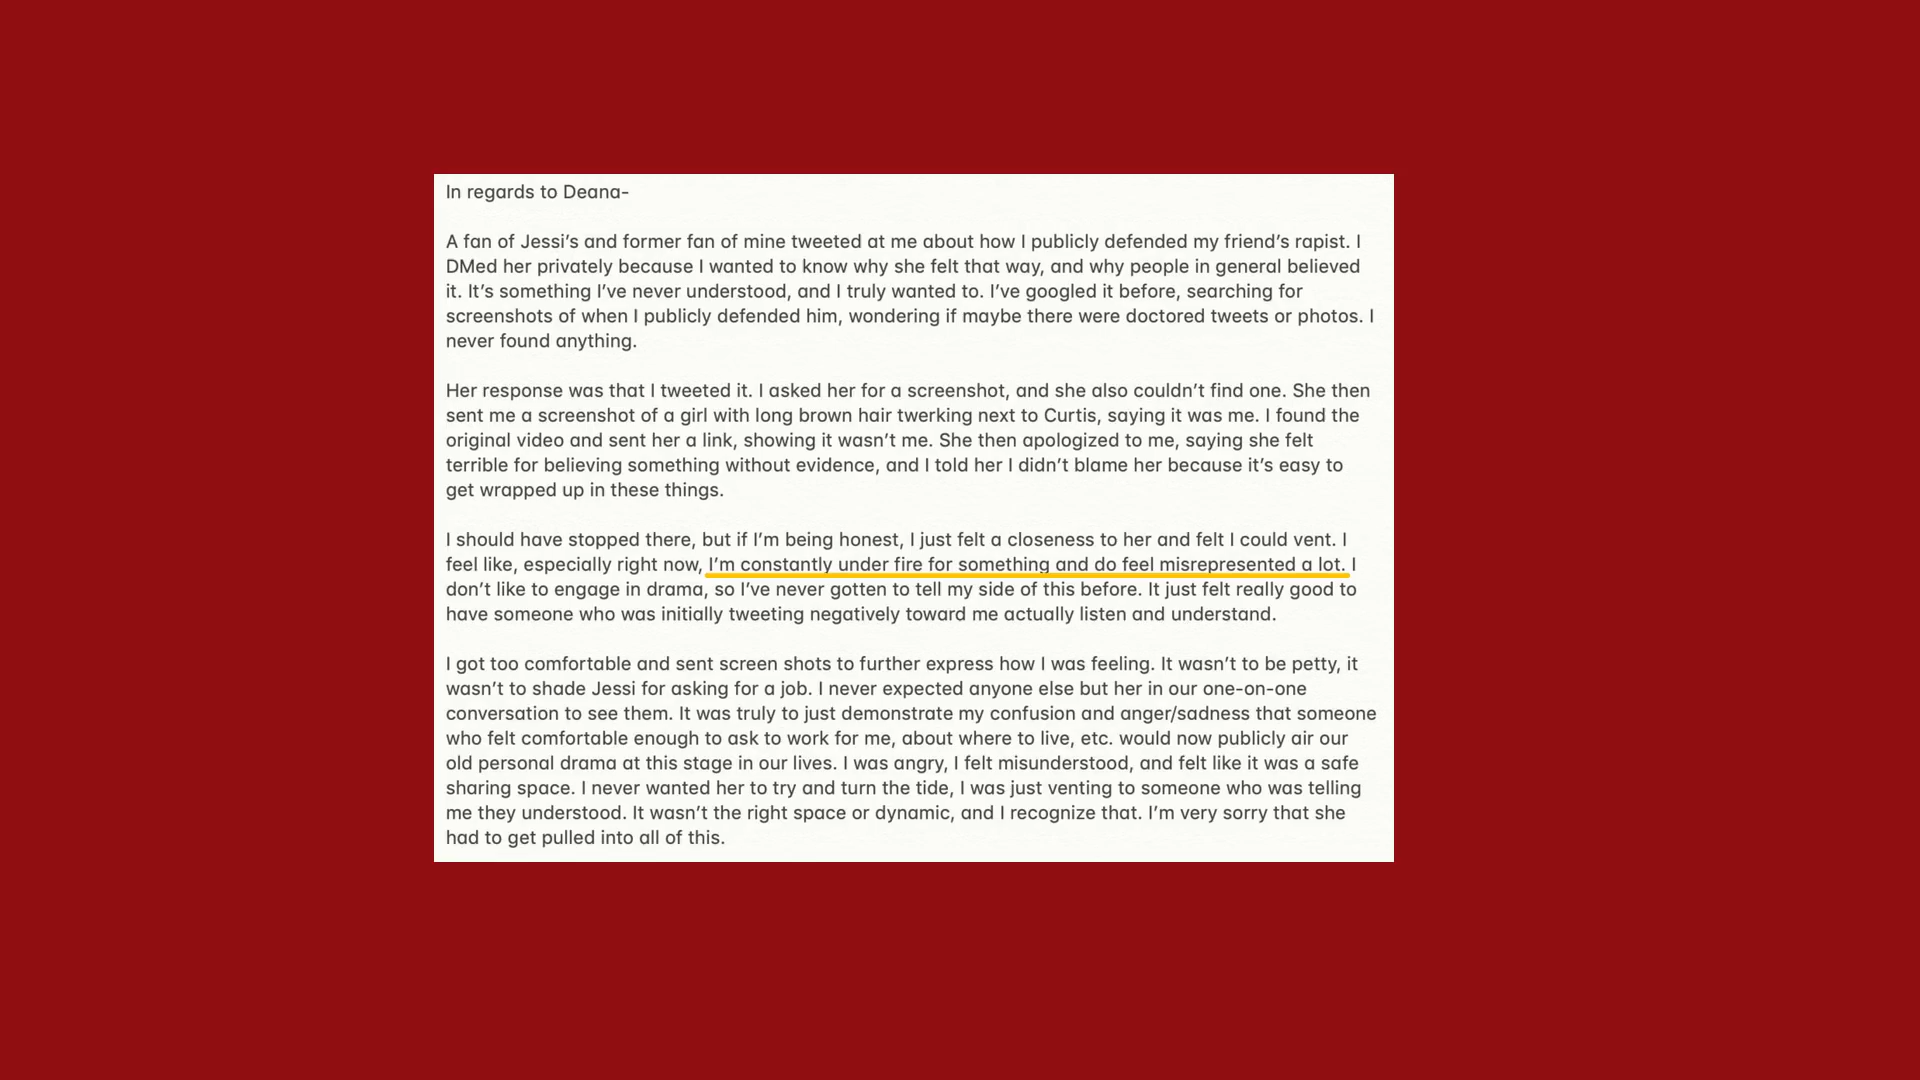 In regards to Deana-
A fan of Jessi’s and former fan of mine tweeted at me about how I publicly defended my friend’s rapist. I
DMed her privately because I wanted to know why she felt that way, and why people in general believed
it. It’s something I’ve never understood, and I truly wanted to. I’ve googled it before, searching for
screenshots of when I publicly defended him, wondering if maybe there were doctored tweets or photos. I
never found anything.
Her response was that I tweeted it. I asked her for a screenshot, and she also couldn’t find one. She then
sent me a screenshot of a girl with long brown hair twerking next to Curtis, saying it was me. I found the
original video and sent her a link, showing it wasn’t me. She then apologized to me, saying she felt
terrible for believing something without evidence, and I told her I didn’t blame her because it’s easy to
get wrapped up in these things.
I should have stopped there, but if I’m being honest, I just felt a closeness to her and felt I could vent. I
feel like, especially right now, I’m constantly under fire for something and do feel misrepresented a lot. I
don’t like to engage in drama, so I’ve never gotten to tell my side of this before. It just felt really good to
have someone who was initially tweeting negatively toward me actually listen and understand.
I got too comfortable and sent screen shots to further express how I was feeling. It wasn’t to be petty, it
wasn’t to shade Jessi for asking for a job. I never expected anyone else but her in our one-on-one
conversation to see them. It was truly to just demonstrate my confusion and anger/sadness that someone
who felt comfortable enough to ask to work for me, about where to live, etc. would now publicly air our
old personal drama at this stage in our lives. I was angry, I felt misunderstood, and felt like it was a safe
sharing space. I never wanted her to try and turn the tide, I was just venting to someone who was telling
me they understood. It wasn’t the right space or dynamic, and I recognize that. I’m very sorry that she
had to get pulled into all of this.